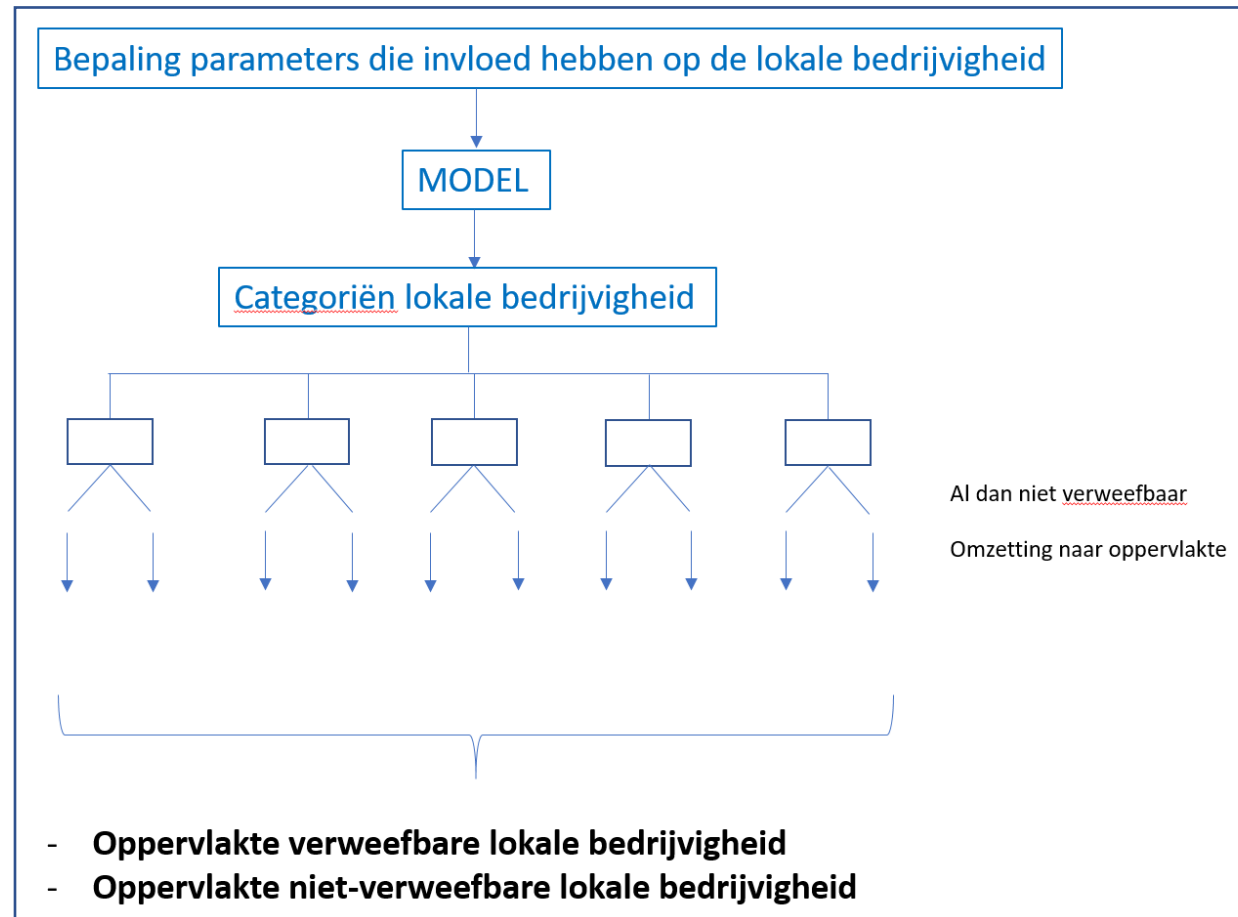 Bepaling parameters die invloed hebben op de lokale bedrijvigheid
MODEL
Categoriën lokale bedrijvigheid
Al dan niet verweefbaar
Omzetting naar oppervlakte
- Oppervlakte verweefbare lokale bedrijvigheid
- Oppervlakte niet-verweefbare lokale bedrijvigheid